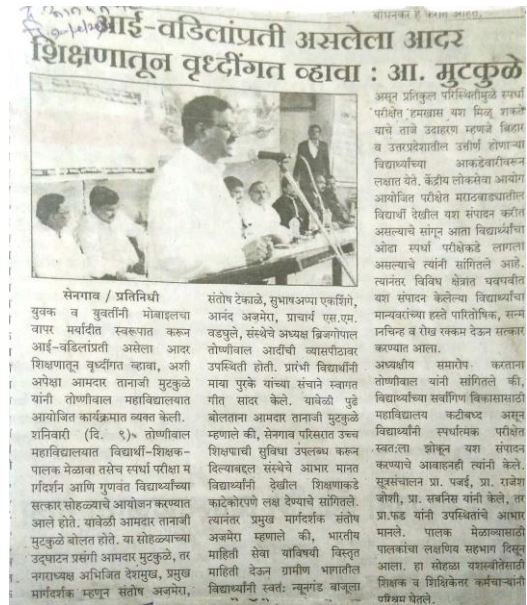 बांधनकर हे करीत आहेत.
आई-वडिलांप्रती असलेला आदर
शिक्षणातून वृध्दींगत व्हावा : आ. मुटकुळे
सेनगाव / प्रतिनिधी
युवक व युवतींनी मोबाइलचा
वापर मर्यादीत स्वरूपात करून
आई-वडिलांप्रती असेला आदर
शिक्षणातून वृध्दींगत व्हावा, अशी
अपेक्षा आमदार तानाजी मुटकुळे
यांनी तोष्णीवाल महाविद्यालयात
आयोजित कार्यक्रमात व्यक्त केली.
शनिवारी (दि. ९) तोष्णीवाल
महाविद्यालयात विद्यार्थी-शिक्षक-
पालक मेळावा तसेच स्पर्धा परीक्षा म
र्गदर्शन आणि गुणवंत विद्यार्थ्यांच्या
सत्कार सोहळ्याचे आयोजन करण्यात
आले होते. यावेळी आमदार तानाजी
मुटकुळे बोलत होते. या सोहळ्याच्या
उद्घाटन प्रसंगी आमदार मुटकुळे, तर
नगराध्यक्ष अभिजित देशमुख, प्रमुख
मार्गदर्शक म्हणून संतोष अजमेरा,
संतोष टेकाळे, सुभाषअप्पा एकशिंगे,
आनंद अजमेरा, प्राचार्य एस.एम.
वडघुले, संस्थेचे अध्यक्ष ब्रिजगोपाल
तोष्णीवाल आदींची व्यासपीठावर
उपस्थिती होती. प्रारंभी विद्यार्थीनी
माया पुरके यांच्या संचाने स्वागत
गीत सादर केले. यावेळी पुढे
बोलताना आमदार तानाजी मुटकुळे
म्हणाले की, सेनगाव परिसरात उच्च
शिक्षणाची सुविधा उपलब्ध करून
दिल्याबद्दल संस्थेचे आभार मानत
विद्यार्थ्यांनी देखील शिक्षणाकडे
काटेकोरपणे लक्ष देण्याचे सांगितले.
त्यानंतर प्रमुख मार्गदर्शक संतोष
अजमेरा म्हणाले की, भारतीय
माहिती सेवा याविषयी विस्तृत
माहिती देऊन ग्रामीण भागातील
विद्यार्थ्यांनी स्वतः न्यूनगंड बाजूला
असून प्रतिकुल परिस्थितीमुळे स्पर्धा
परीक्षेत हमखास यश मिळू शकते
याचे ताजे उदाहरण म्हणजे बिहार
व उत्तरप्रदेशातील उत्तीर्ण होणाऱ्या
विद्यार्थ्यांच्या आकडेवारीवरून
लक्षात येते. केंद्रीय लोकसेवा आयोग
आयोजित परीक्षेत मराठवाड्यातील
विद्यार्थी देखील यश संपादन करीत
असल्याचे सांगून आता विद्यार्थ्यांचा
ओढा स्पर्धा परीक्षेकडे लागला
असल्याचे त्यांनी सांगितले आहे.
त्यानंतर विविध क्षेत्रात घवघवीत
यश संपादन केलेल्या विद्यार्थ्यांचा
मान्यवरांच्या हस्ते पारितोषिक, सन्म
नचिन्ह व रोख रक्कम देऊन सत्कार
करण्यात आला.
अध्यक्षीय समारोप करताना
तोष्णीवाल यांनी सांगितले की,
विद्यार्थ्यांच्या सर्वांगिण विकासासाठी
महाविद्यालय कटीबध्द असून
विद्यार्थ्यांनी स्पर्धात्मक परीक्षेत
स्वत:ला झोकून यश संपादन
करण्याचे आवाहनही त्यांनी केले.
सूत्रसंचालन प्रा. पजई, प्रा. राजेश
जोशी, प्रा. सबनिस यांनी केले, तर
प्रा.फड यांनी उपस्थितांचे आभार
मानले. पालक मेळाव्यासाठी
पालकांचा लक्षणिय सहभाग दिसून
आला. हा सोहळा यशस्वीतेसाठी
शिक्षक व शिक्षिकेतर कर्मचाऱ्यांनी
परिश्रम घेतले.